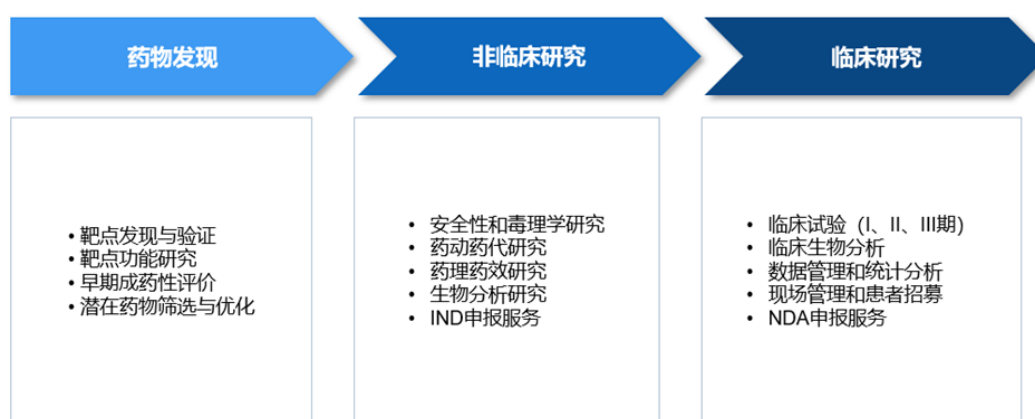 药物发现
非临床研究
临床研究
• 靶点发现与验证
• 靶点功能研究
• 早期成药性评价
• 潜在药物筛选与优化
• 安全性和毒理学研究
• 药动药代研究
• 药理药效研究
• 生物分析研究
• IND申报服务
• 临床试验（I、II、III期）
• 临床生物分析
• 数据管理和统计分析
• 现场管理和患者招募
• NDA申报服务